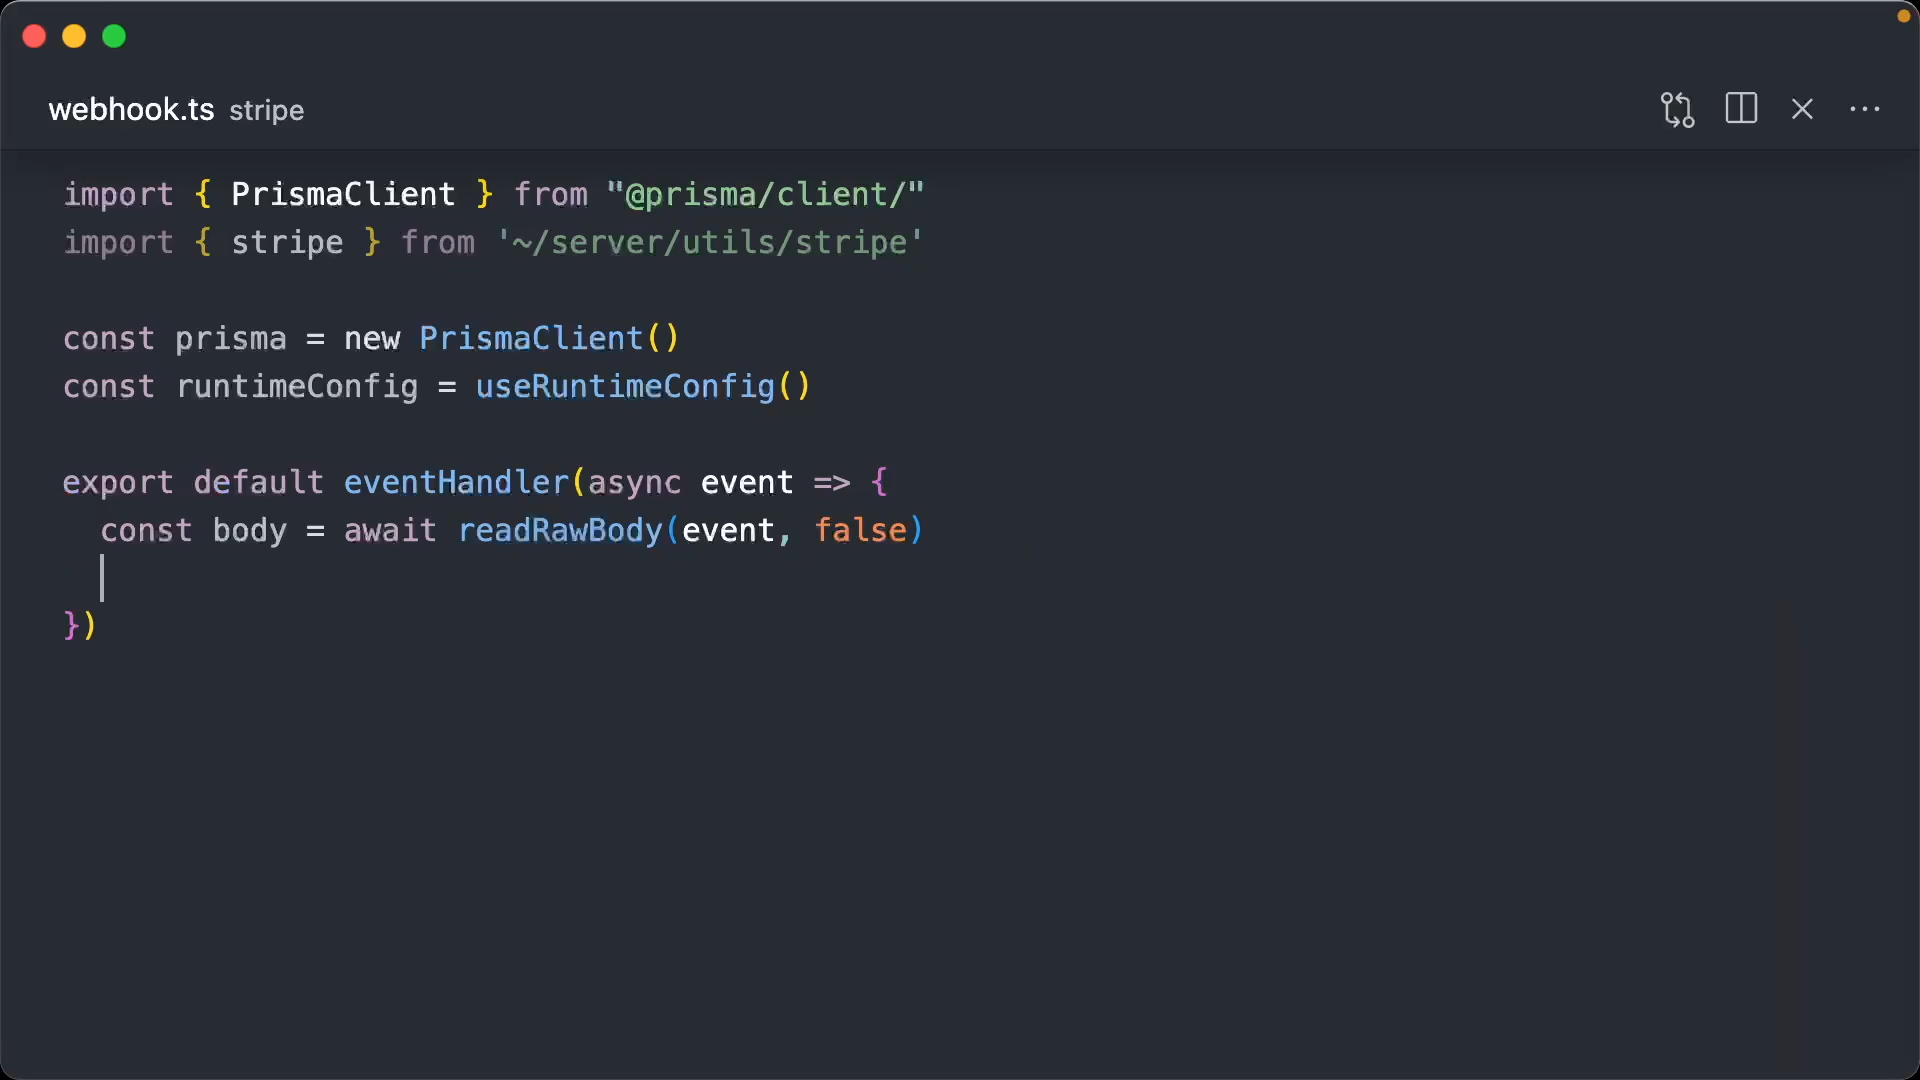 webhook.ts stripe
import { PrismaClient } from "@prisma/client/"
import { stripe } from '~/server/utils/stripe'
const prisma = new PrismaClient()
const runtimeConfig = useRuntimeConfig()
export default eventHandler(async event => {
  const body = await readRawBody(event, false)
})